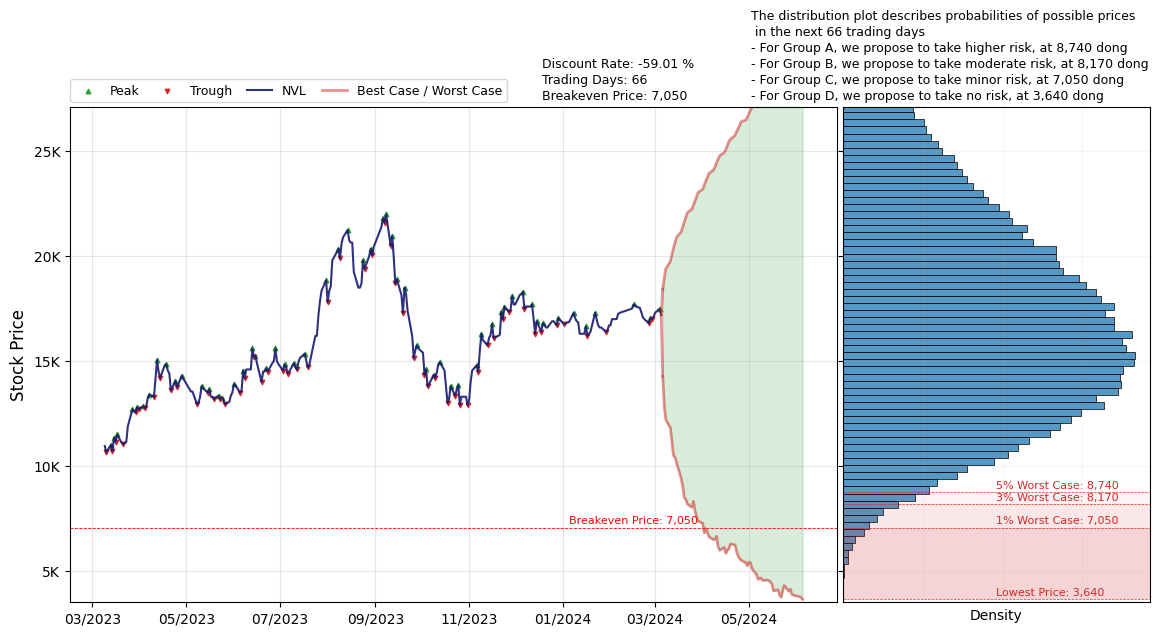 The distribution plot describes probabilities of possible prices
in the next 66 trading days
- For Group A, we propose to take higher risk, at 8,740 dong
- For Group B, we propose to take moderate risk, at 8,170 dong
- For Group C, we propose to take minor risk, at 7,050 dong
- For Group D, we propose to take no risk, at 3,640 dong
Discount Rate: -59.01 %
Trading Days: 66
Breakeven Price: 7,050
Peak Trough NVL Best Case / Worst Case
Stock Price
25K
20K
15K
10K
5K
Breakeven Price: 7,050
03/2023 05/2023 07/2023 09/2023 11/2023 01/2024 03/2024 05/2024
5% Worst Case: 8,740
3% Worst Case: 8,170
1% Worst Case: 7,050
Lowest Price: 3,640
Density